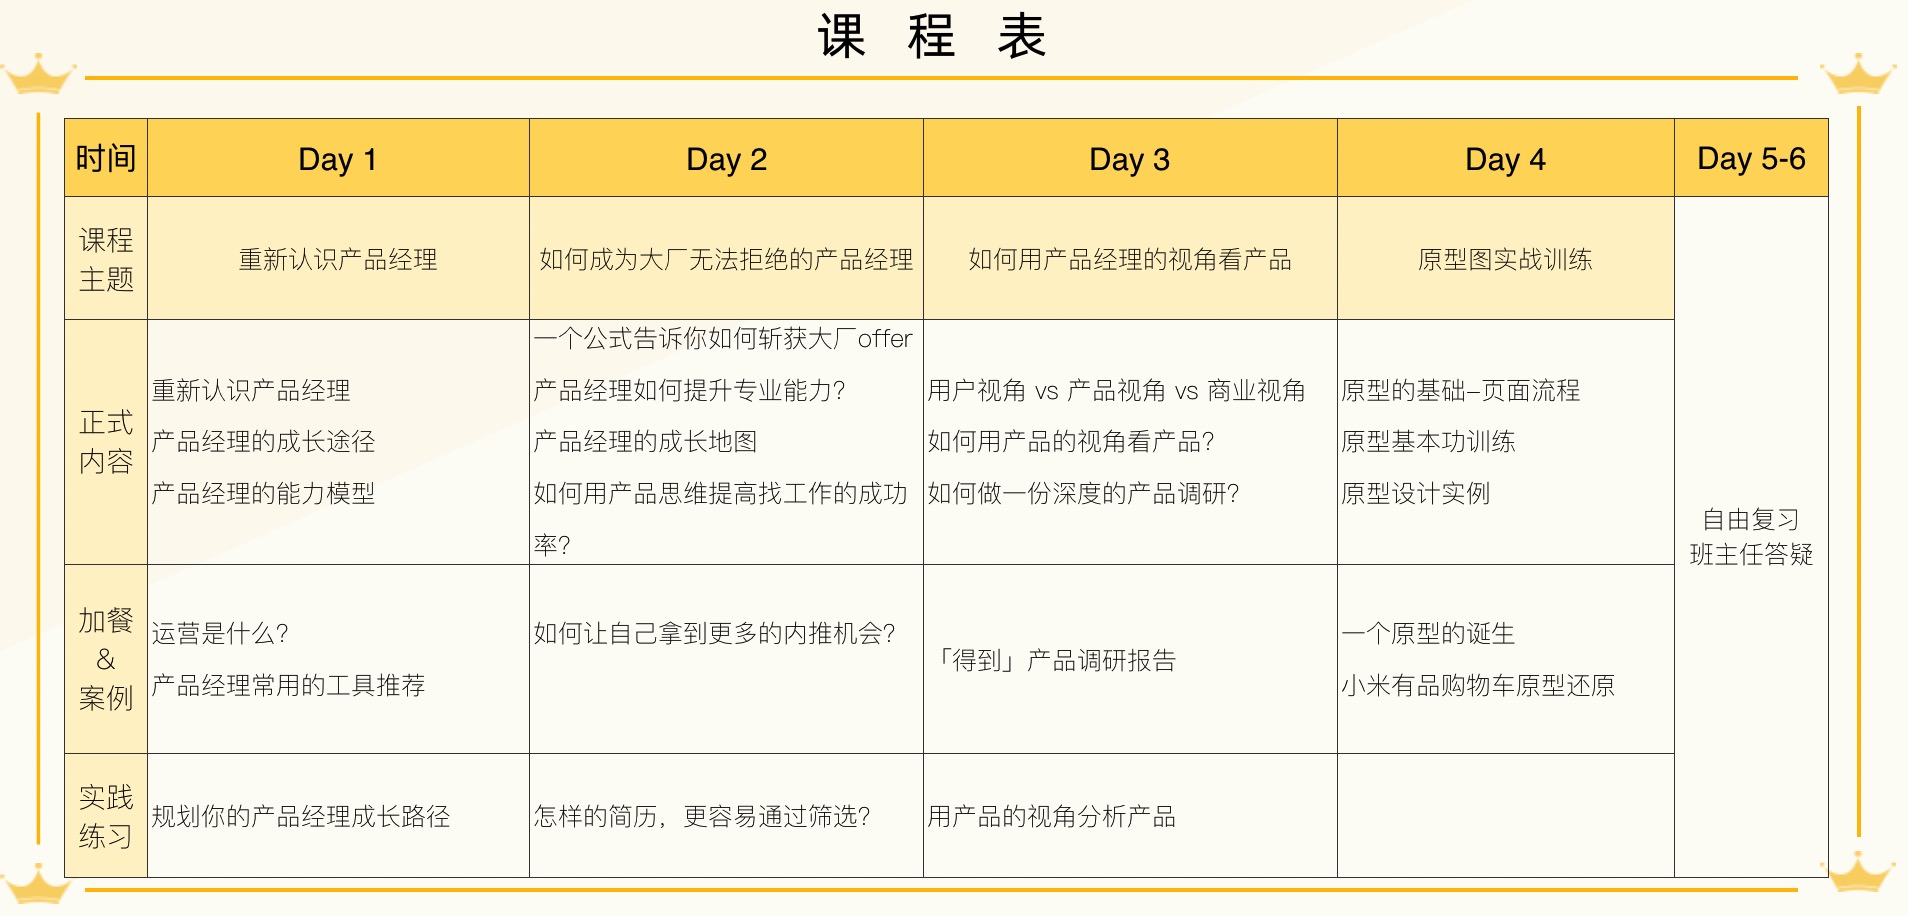 课 程 表
时间
Day 1
Day 2
Day 3
Day 4
Day 5-6
课程
主题
重新认识产品经理
如何成为大厂无法拒绝的产品经理
如何用产品经理的视角看产品
原型图实战训练
正式
内容
重新认识产品经理
产品经理的成长途径
产品经理的能力模型
一个公式告诉你如何斩获大厂offer
产品经理如何提升专业能力?
产品经理的成长地图
如何用产品思维提高找工作的成功
率?
用户视角 vs 产品视角 vs 商业视角
如何用产品的视角看产品?
如何做一份深度的产品调研?
原型的基础-页面流程
原型基本功训练
原型设计实例
自由复习
班主任答疑
加餐
&
案例
运营是什么?
产品经理常用的工具推荐
如何让自己拿到更多的内推机会?
「得到」产品调研报告
一个原型的诞生
小米有品购物车原型还原
实践
练习
规划你的产品经理成长路径
怎样的简历，更容易通过筛选?
用产品的视角分析产品